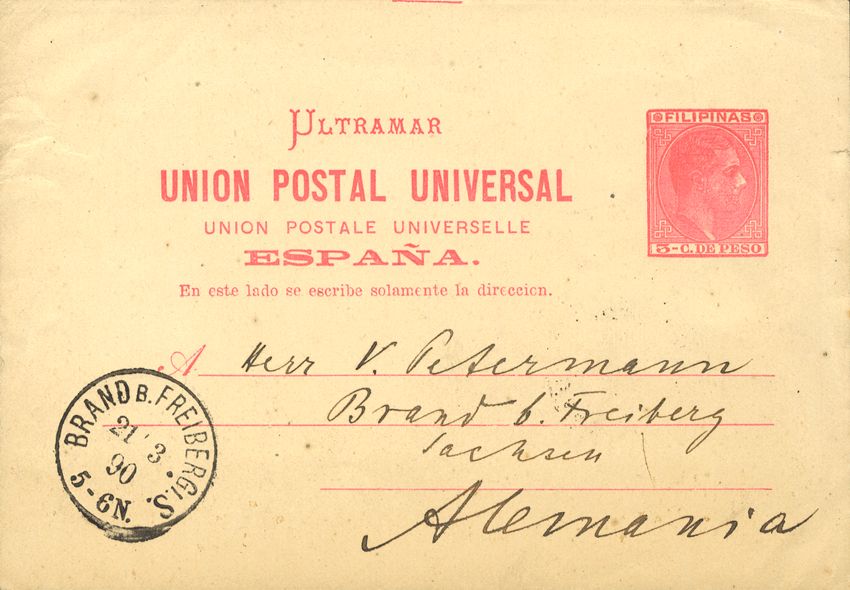 ULTRAMAR
UNION POSTAL UNIVERSAL
UNION POSTALE UNIVERSELLE
ESPAÑA.
En este lado se escribe solamente la direccion.
FILIPINAS
3-C. DE PESO
A Herr V. Petermann
Brand b. Freiberg
Sachsen
Alemania
BRAND B. FREIBERG I. S.
21 3
90
5-6N.